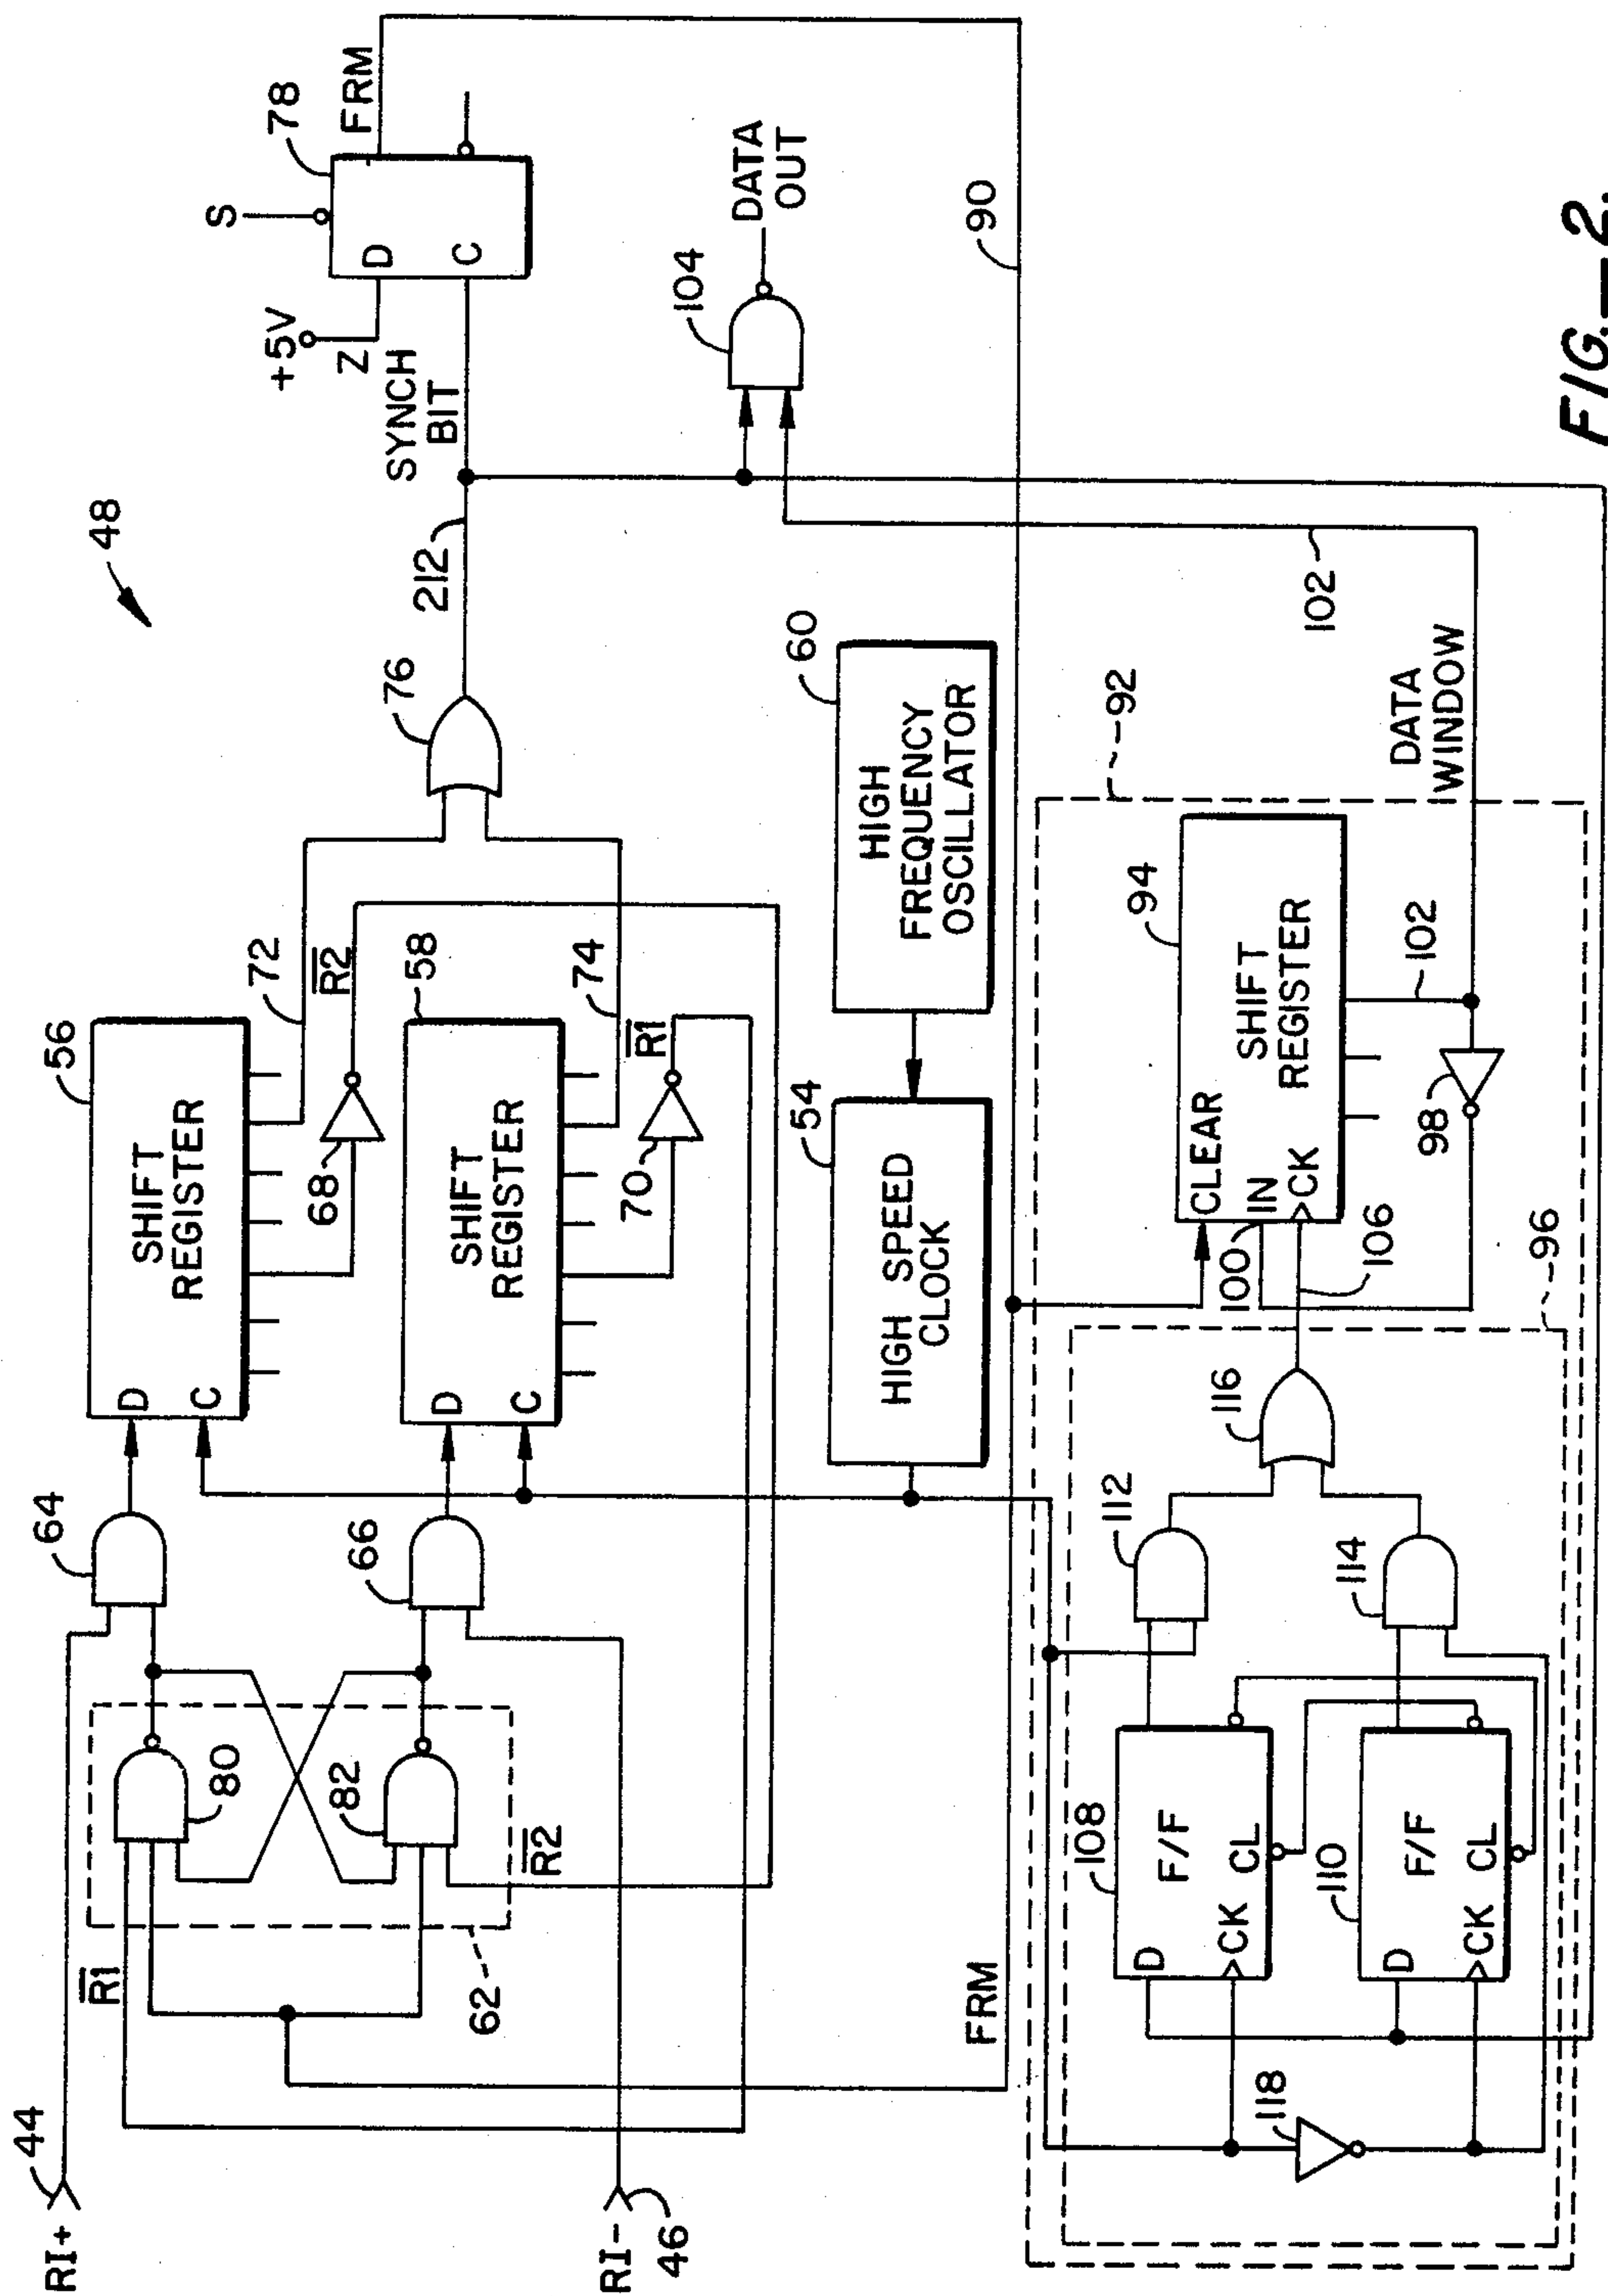 48
RI+
44
RI-
46
R1
62
R2
80
82
64
66
D
C
SHIFT
REGISTER
56
D
C
SHIFT
REGISTER
58
68
R2
72
70
R1
74
76
212
SYNCH
BIT
+5V
Z
S
D
C
78
FRM
104
DATA
OUT
90
HIGH
FREQUENCY
OSCILLATOR
60
HIGH SPEED
CLOCK
54
FRM
92
96
108
D
F/F
CK
CL
110
D
F/F
CK
CL
118
112
114
116
106
100
CLEAR
IN
CK
SHIFT
REGISTER
94
98
102
DATA
WINDOW
102
FIG.—2.